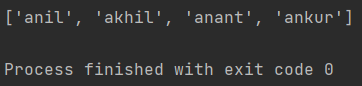 ['anil', 'akhil', 'anant', 'ankur']
Process finished with exit code 0